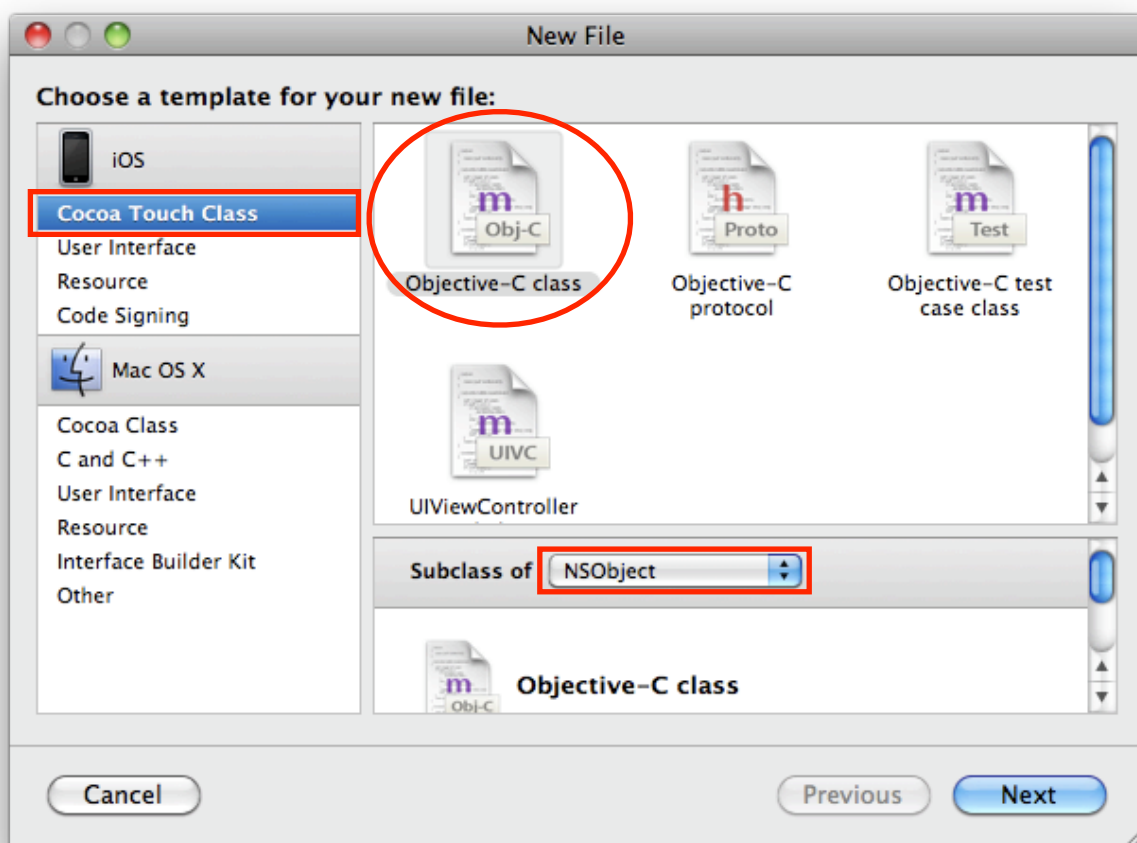 New File
Choose a template for your new file:
iOS
Cocoa Touch Class
User Interface
Resource
Code Signing
Mac OS X
Cocoa Class
C and C++
User Interface
Resource
Interface Builder Kit
Other
m
Obj-C
Objective-C class
h
Proto
Objective-C
protocol
m
Test
Objective-C test
case class
m
UIVC
UIViewController
Subclass of NSObject
m
Obj-C
Objective-C class
Cancel
Previous
Next